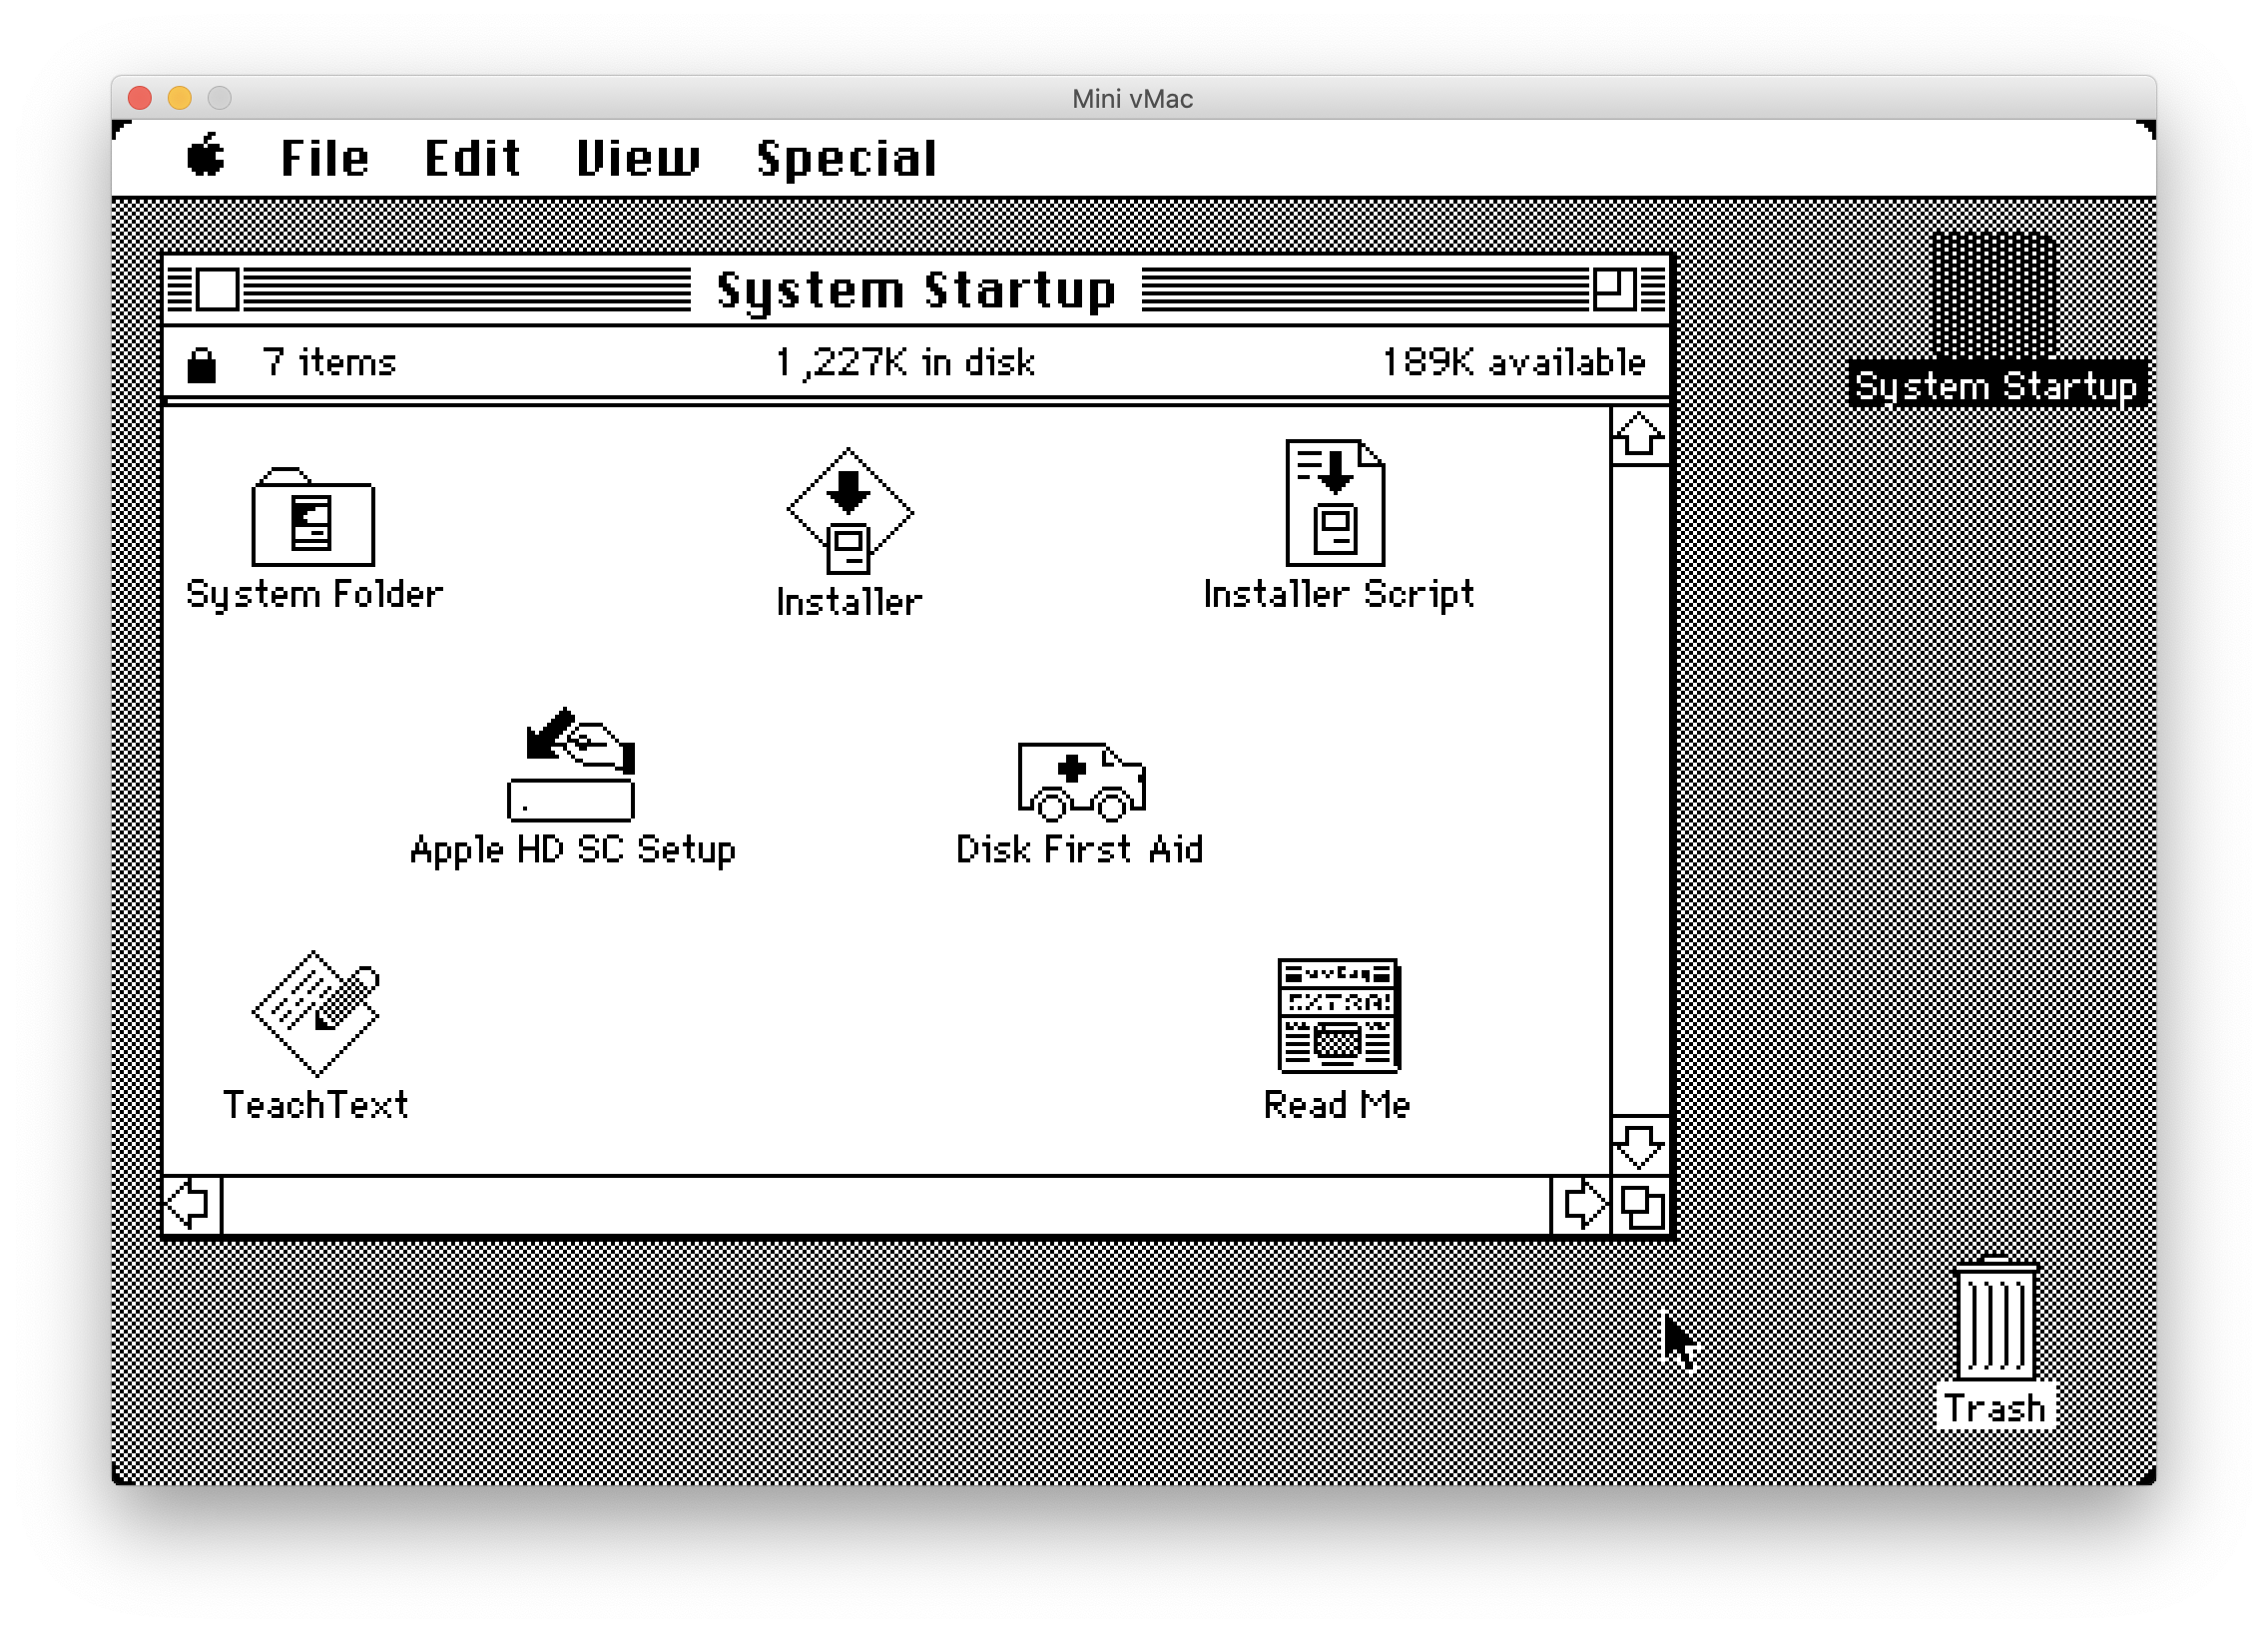 Mini vMac
File Edit View Special
System Startup
7 items 1,227K in disk 189K available
System Startup
System Folder Installer Installer Script
Apple HD SC Setup Disk First Aid
EXTRA!
TeachText Read Me
Trash